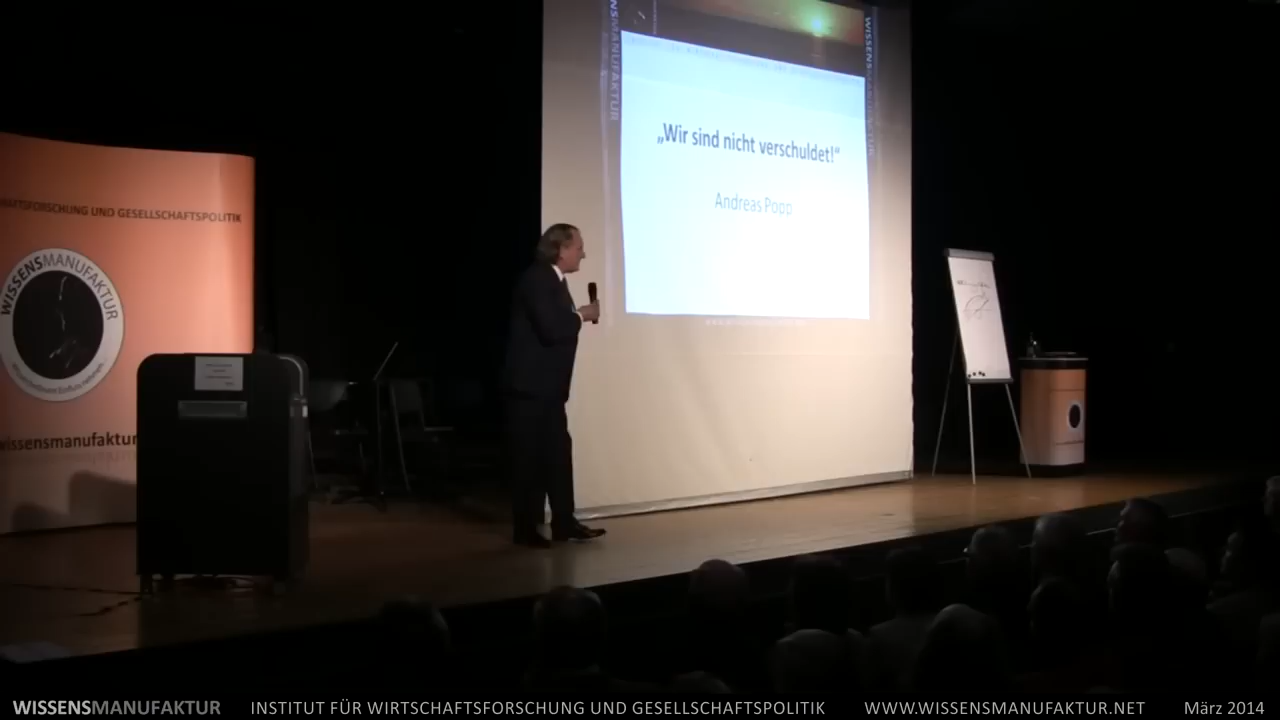 „Wir sind nicht verschuldet!“
Andreas Popp
WISSENSMANUFAKTUR
UND GESELLSCHAFTSPOLITIK
WISSENSMANUFAKTUR
wissensmanufaktur
WISSENSMANUFAKTUR INSTITUT FÜR WIRTSCHAFTSFORSCHUNG UND GESELLSCHAFTSPOLITIK WWW.WISSENSMANUFAKTUR.NET März 2014